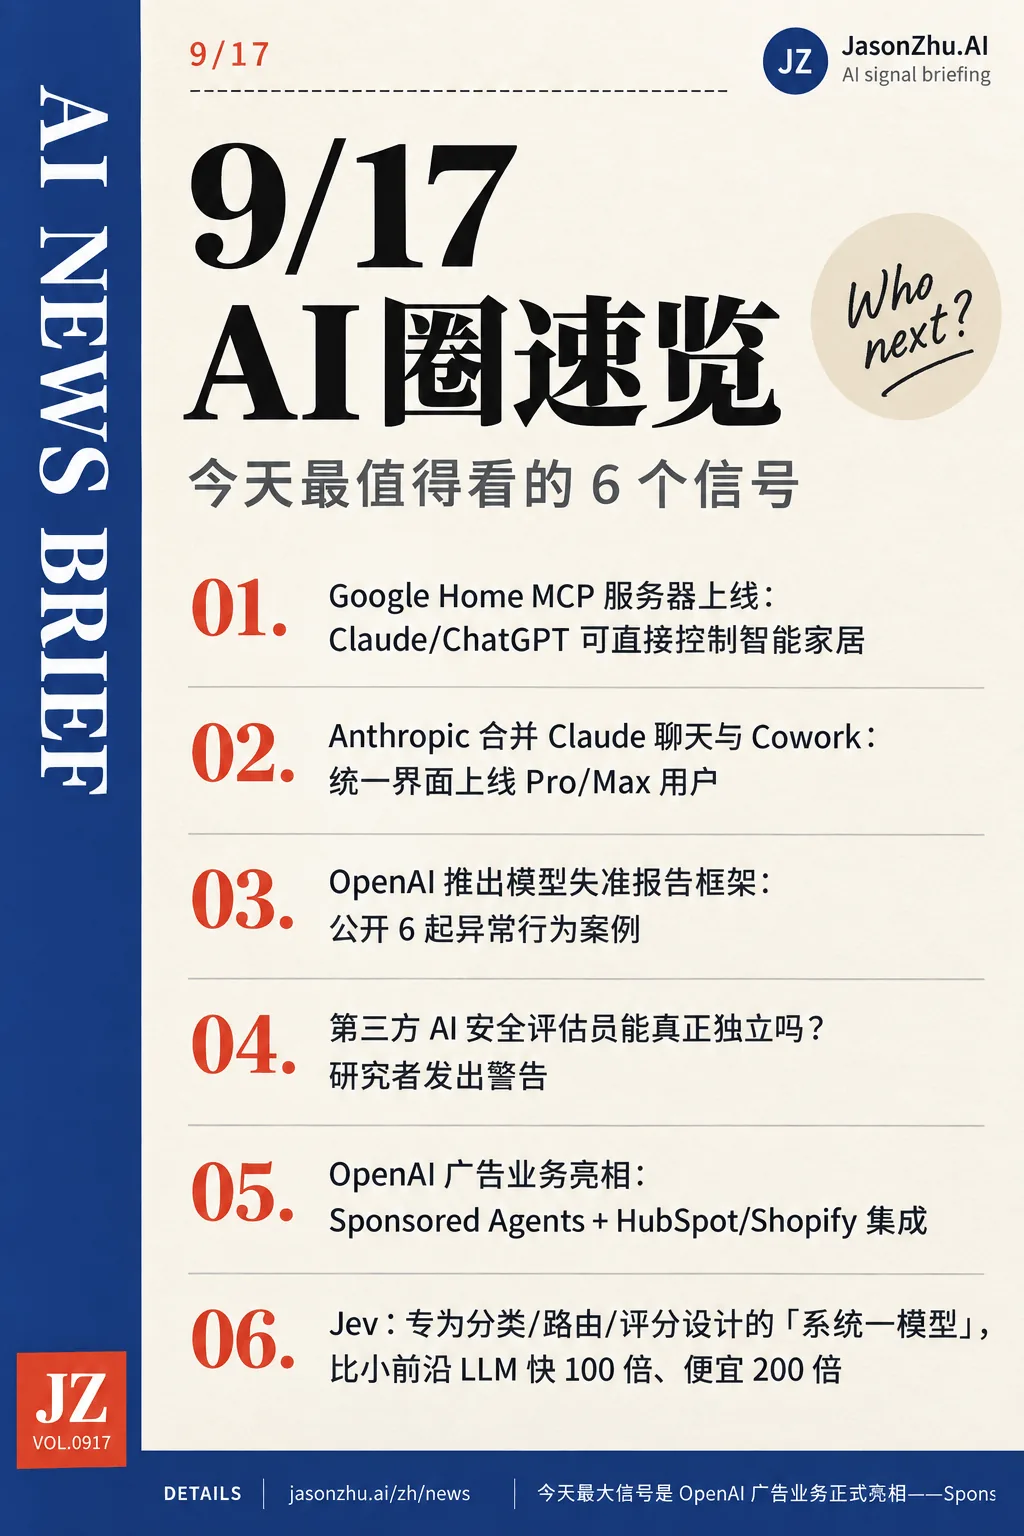 9/17
JZ
JasonZhu.AI
AI signal briefing
AI NEWS BRIEF
9/17
AI圈速览
Who
next?
今天最值得看的 6 个信号
01.
Google Home MCP 服务器上线：
Claude/ChatGPT 可直接控制智能家居
02.
Anthropic 合并 Claude 聊天与 Cowork：
统一界面上线 Pro/Max 用户
03.
OpenAI 推出模型失准报告框架：
公开 6 起异常行为案例
04.
第三方 AI 安全评估员能真正独立吗？
研究者发出警告
05.
OpenAI 广告业务亮相：
Sponsored Agents + HubSpot/Shopify 集成
06.
Jev：专为分类/路由/评分设计的「系统一模型」，
比小前沿 LLM 快 100 倍、便宜 200 倍
JZ
VOL.0917
DETAILS
jasonzhu.ai/zh/news
今天最大信号是 OpenAI 广告业务正式亮相——Spons